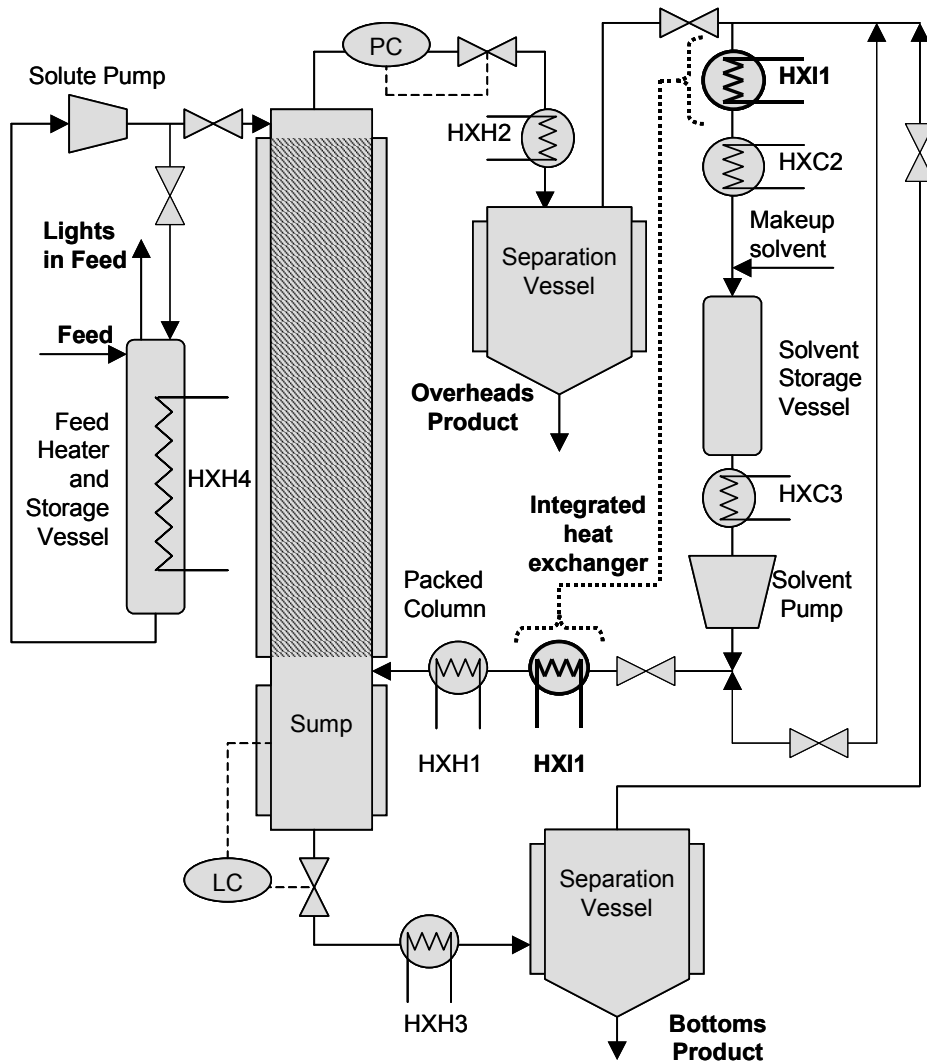 PC
Solute Pump
HXI1
HXH2
HXC2
Lights
in Feed
Makeup
solvent
Separation
Vessel
Feed
Solvent
Storage
Vessel
Overheads
Product
Feed
Heater
and
Storage
Vessel
HXH4
HXC3
Integrated
heat
exchanger
Packed
Column
Solvent
Pump
Sump
HXH1
HXI1
LC
Separation
Vessel
HXH3
Bottoms
Product